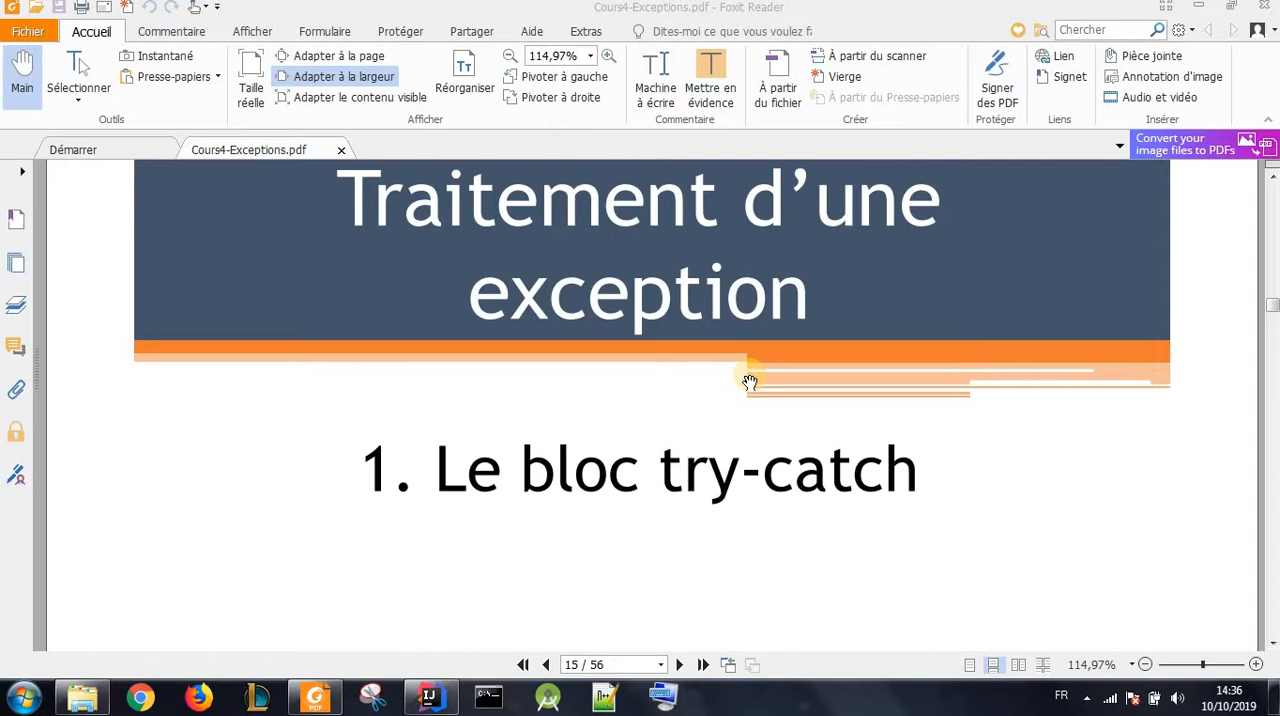 Cours4-Exceptions.pdf - Foxit Reader
Fichier Accueil Commentaire Afficher Formulaire Protéger Partager Aide Extras Dites-moi ce que vous voulez f Chercher
Main
Sélectionner
Instantané
Presse-papiers
Outils
Taille réelle
Adapter à la page
Adapter à la largeur
Adapter le contenu visible
Réorganiser
114,97%
Pivoter à gauche
Pivoter à droite
Afficher
Machine à écrire
Mettre en évidence
Commentaire
À partir du fichier
À partir du scanner
Vierge
À partir du Presse-papiers
Créer
Signer des PDF
Protéger
Lien
Signet
Liens
Pièce jointe
Annotation d'image
Audio et vidéo
Insérer
Démarrer Cours4-Exceptions.pdf
Convert your
image files to PDFs
Traitement d’une
exception
1. Le bloc try-catch
15 / 56 114,97%
FR 14:36
10/10/2019